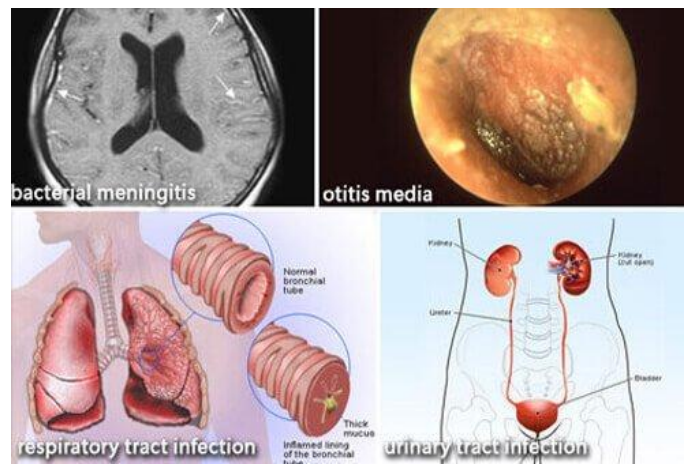 bacterial meningitis
otitis media
Normal
bronchial
tube
Thick
mucus
Inflamed lining
of the bronchial
tube
respiratory tract infection
Kidney
Kidney
(cut open)
Ureter
Bladder
urinary tract infection